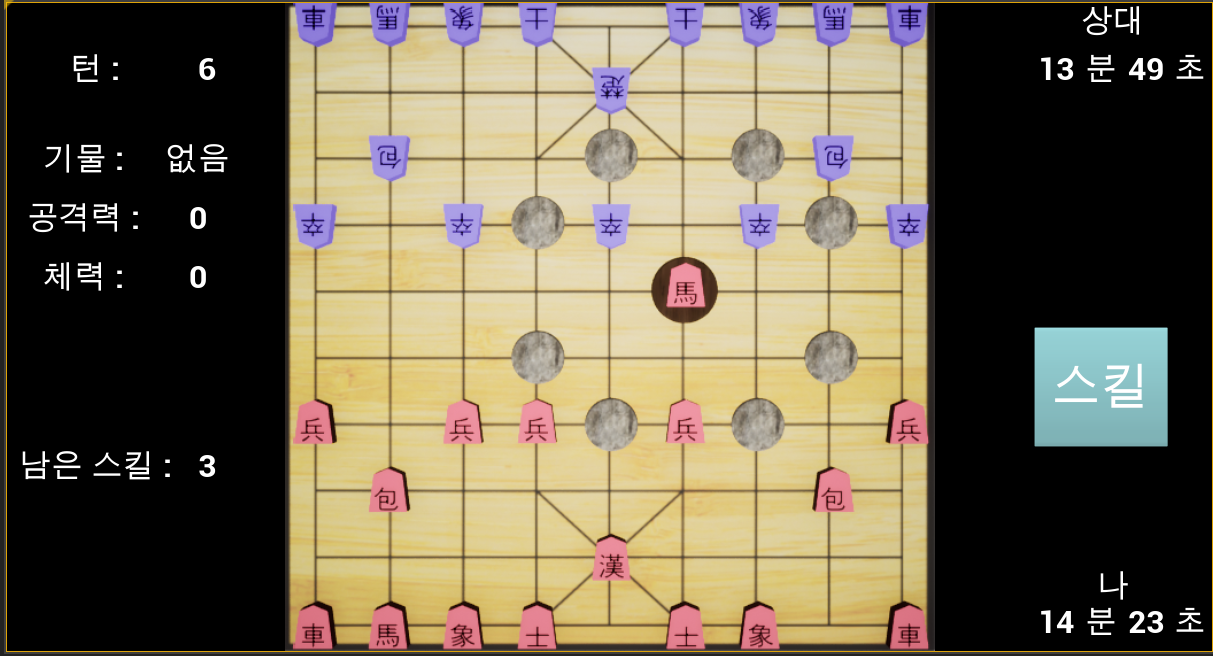 턴 : 6
기물 : 없음
공격력 : 0
체력 : 0
남은 스킬 : 3
車 馬 象 士 士 象 馬 車
楚
包 包
卒 卒 卒 卒 卒
馬
兵 兵 兵 兵 兵
包 包
漢
車 馬 象 士 士 象 車
상대
13 분 49 초
스킬
나
14 분 23 초